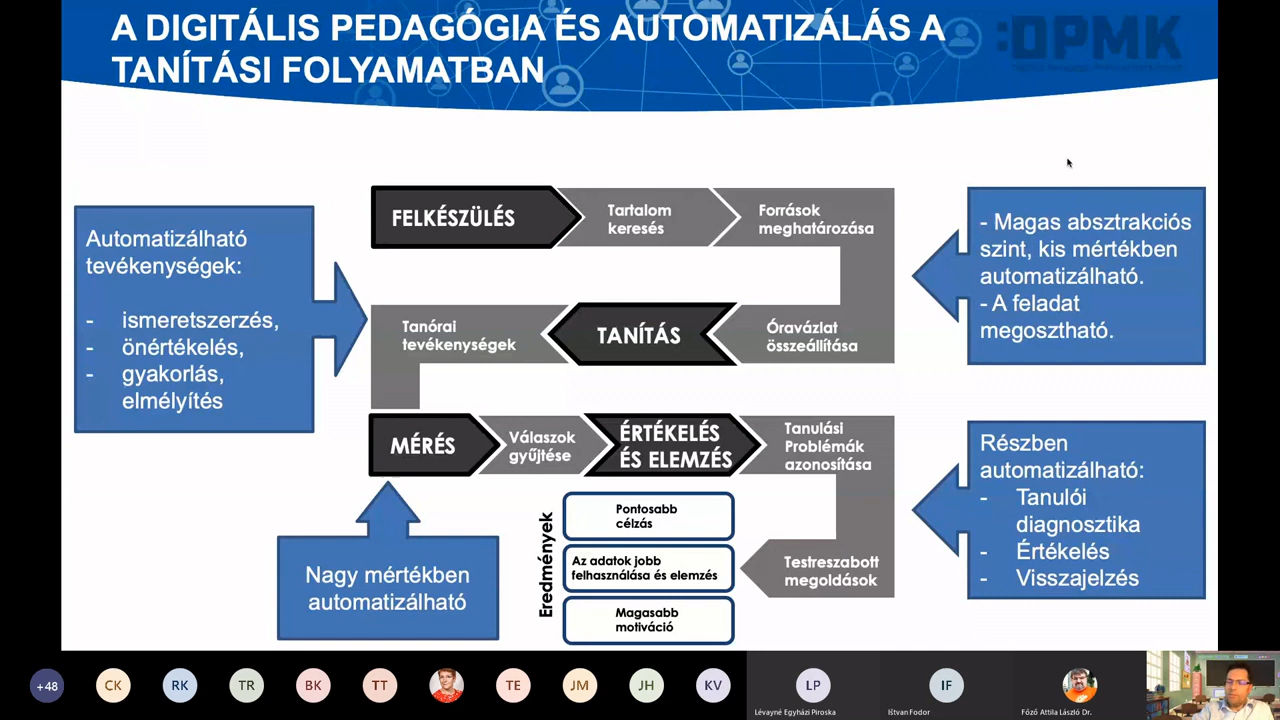 A DIGITÁLIS PEDAGÓGIA ÉS AUTOMATIZÁLÁS A
TANÍTÁSI FOLYAMATBAN
:DPMK
Automatizálható
tevékenységek:
- ismeretszerzés,
- önértékelés,
- gyakorlás,
elmélyítés
FELKÉSZÜLÉS
Tartalom
keresés
Források
meghatározása
- Magas absztrakciós
szint, kis mértékben
automatizálható.
- A feladat
megosztható.
Tanórai
tevékenységek
TANÍTÁS
Óravázlat
összeállítása
MÉRÉS
Válaszok
gyűjtése
ÉRTÉKELÉS
ÉS ELEMZÉS
Tanulási
Problémák
azonosítása
Részben
automatizálható:
- Tanulói
diagnosztika
- Értékelés
- Visszajelzés
Nagy mértékben
automatizálható
Eredmények
Pontosabb
célzás
Az adatok jobb
felhasználása és elemzés
Magasabb
motiváció
Testreszabott
megoldások
+48
CK
RK
TR
BK
TT
TE
JM
JH
KV
LP
IF
Lévayné Egyházi Piroska
István Fodor
Főző Attila László Dr.